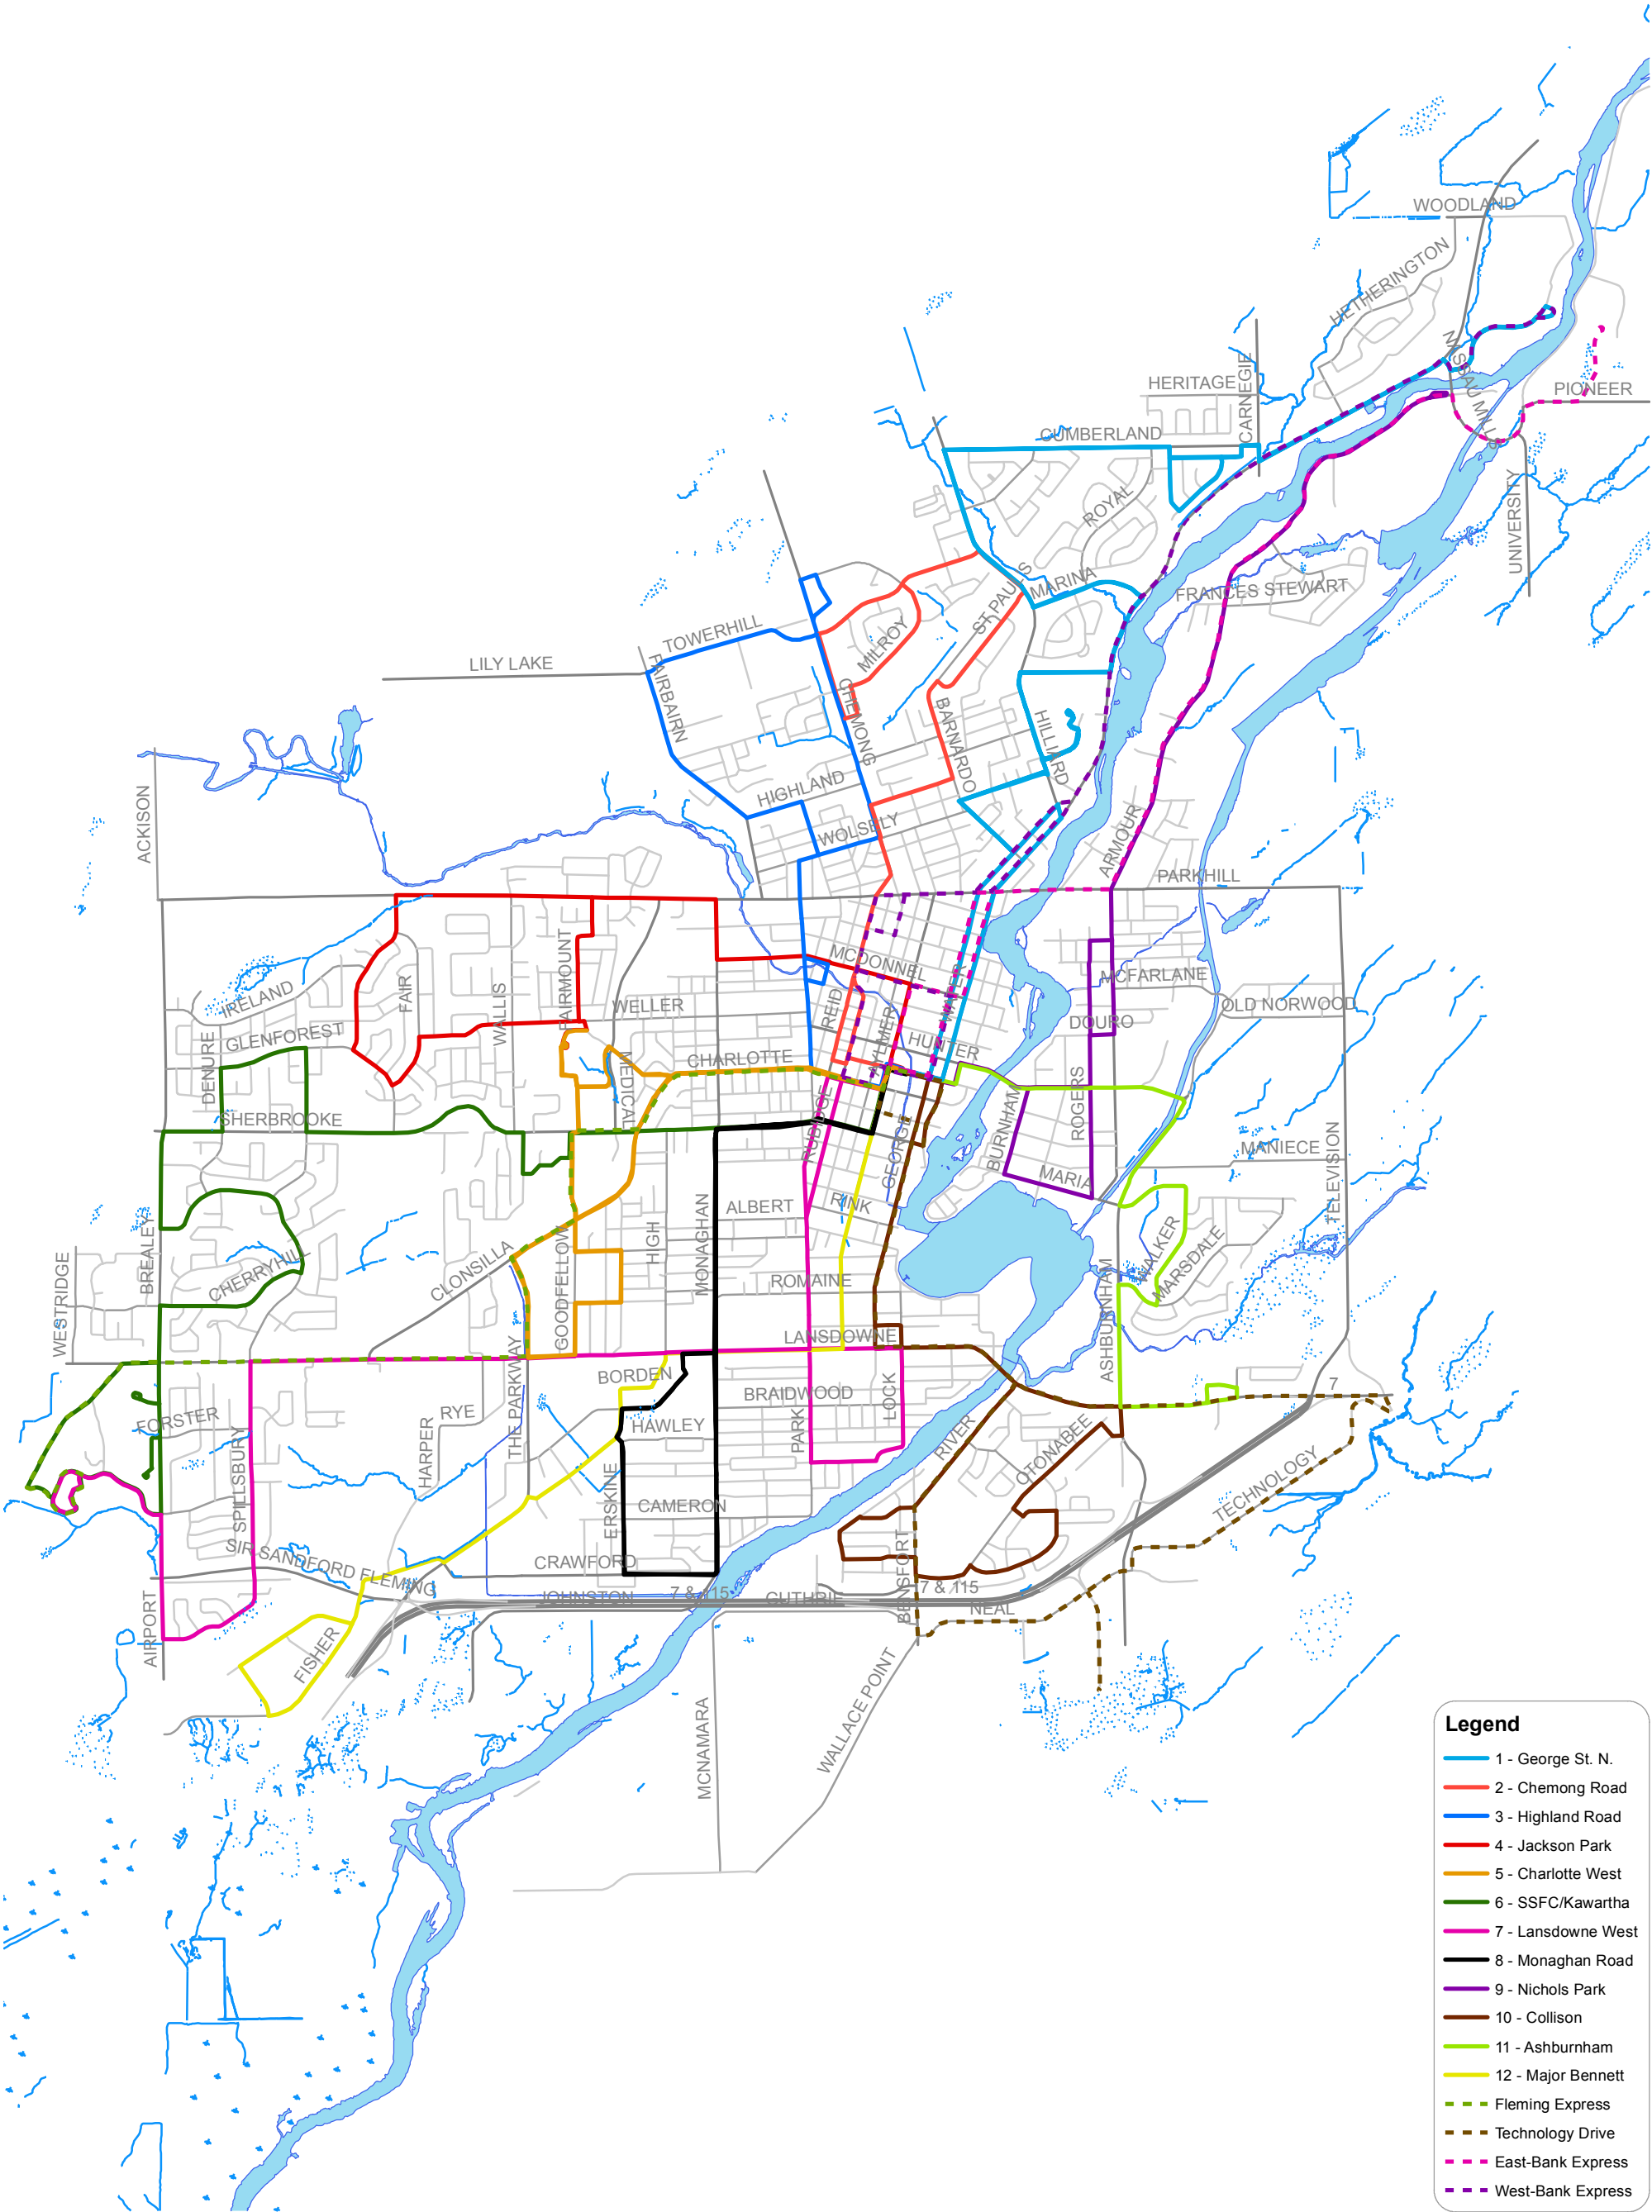 WOODLAND
HETHERINGTON
NASSAU MILLS
HERITAGE
CARNEGIE
PIONEER
CUMBERLAND
ROYAL
UNIVERSITY
MARINA
FRANCES STEWART
ST PAULS
TOWERHILL
MILROY
LILY LAKE
FAIRBAIRN
CHEMONG
BARNARDO
HILLIARD
HIGHLAND
WOLSELY
ACKISON
ARMOUR
PARKHILL
FAIRMOUNT
MCDONNEL
MCFARLANE
IRELAND
FAIR
WALLIS
WELLER
REID
WATER
OLD NORWOOD
GLENFOREST
AYLMER
DOURO
HUNTER
DENURE
MEDICAL
CHARLOTTE
SHERBROOKE
RUBIDGE
GEORGE
BURNHAM
ROGERS
MANIECE
TELEVISION
MARIA
ALBERT
RINK
BREALEY
HIGH
MONAGHAN
WALKER
MARSDALE
WESTRIDGE
CHERRYHILL
CLONSILLA
GOODFELLOW
ROMAINE
ASHBURNHAM
LANSDOWNE
THE PARKWAY
BORDEN
BRAIDWOOD
LOCK
7
FORSTER
RYE
HAWLEY
PARK
RIVER
OTONABEE
SPILLSBURY
HARPER
ERSKINE
CAMERON
TECHNOLOGY
SIR SANDFORD FLEMING
CRAWFORD
BENSFORT
JOHNSTON
7 & 115
GUTHRIE
7 & 115
NEAL
AIRPORT
FISHER
MCNAMARA
WALLACE POINT
Legend
1 - George St. N.
2 - Chemong Road
3 - Highland Road
4 - Jackson Park
5 - Charlotte West
6 - SSFC/Kawartha
7 - Lansdowne West
8 - Monaghan Road
9 - Nichols Park
10 - Collison
11 - Ashburnham
12 - Major Bennett
Fleming Express
Technology Drive
East-Bank Express
West-Bank Express